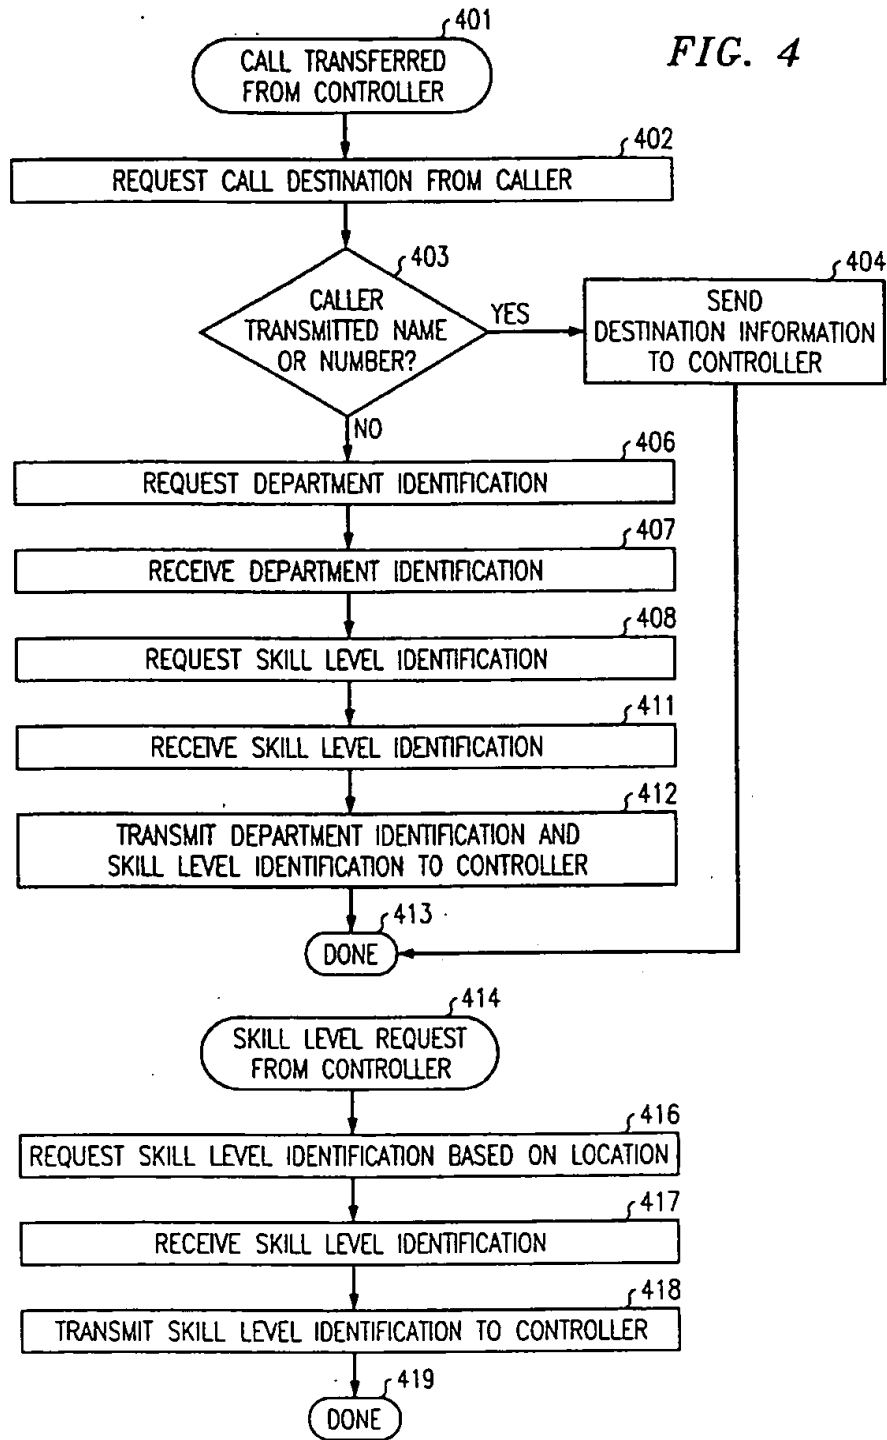 401
FIG. 4
CALL TRANSFERRED
FROM CONTROLLER
402
REQUEST CALL DESTINATION FROM CALLER
403
CALLER
TRANSMITTED NAME
OR NUMBER?
YES
404
SEND
DESTINATION INFORMATION
TO CONTROLLER
NO
406
REQUEST DEPARTMENT IDENTIFICATION
407
RECEIVE DEPARTMENT IDENTIFICATION
408
REQUEST SKILL LEVEL IDENTIFICATION
411
RECEIVE SKILL LEVEL IDENTIFICATION
412
TRANSMIT DEPARTMENT IDENTIFICATION AND
SKILL LEVEL IDENTIFICATION TO CONTROLLER
413
DONE
414
SKILL LEVEL REQUEST
FROM CONTROLLER
416
REQUEST SKILL LEVEL IDENTIFICATION BASED ON LOCATION
417
RECEIVE SKILL LEVEL IDENTIFICATION
418
TRANSMIT SKILL LEVEL IDENTIFICATION TO CONTROLLER
419
DONE